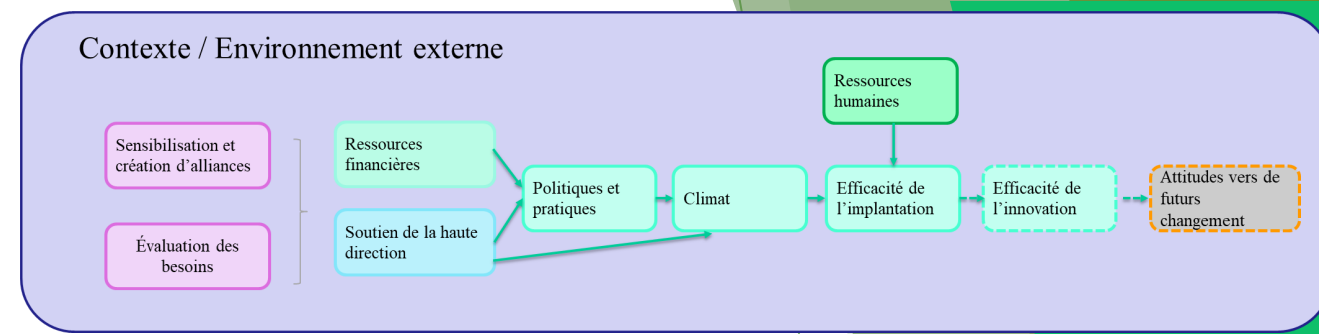 Contexte / Environnement externe
Ressources
humaines
Sensibilisation et
création d’alliances
Ressources
financières
Politiques et
pratiques
Climat
Efficacité de
l’implantation
Efficacité de
l’innovation
Attitudes vers de
futurs
changement
Évaluation des
besoins
Soutien de la haute
direction